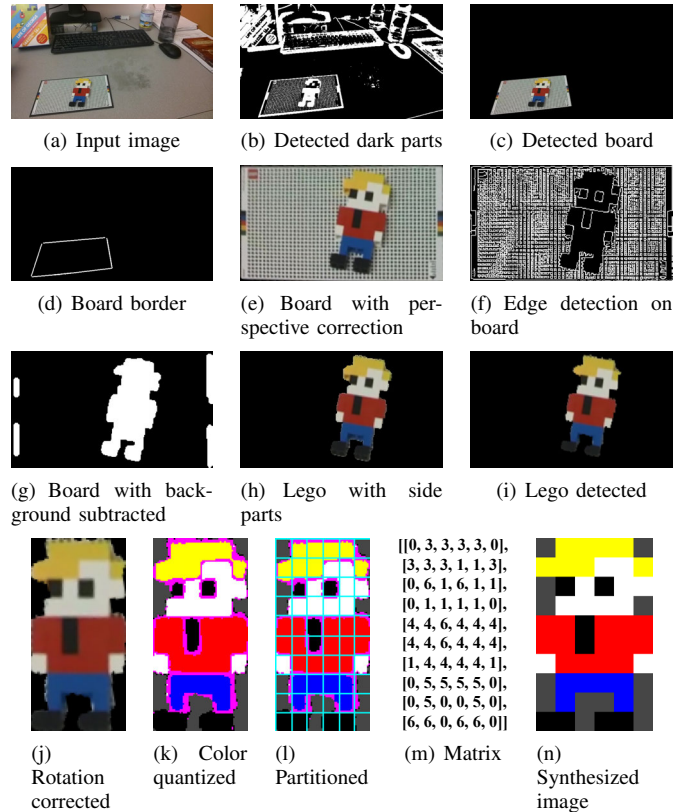 (a) Input image
(b) Detected dark parts
(c) Detected board
(d) Board border
(e) Board with per-
spective correction
(f) Edge detection on
board
(g) Board with back-
ground subtracted
(h) Lego with side
parts
(i) Lego detected
[[0, 3, 3, 3, 3, 0],
[3, 3, 3, 1, 1, 3],
[0, 6, 1, 6, 1, 1],
[0, 1, 1, 1, 1, 0],
[4, 4, 6, 4, 4, 4],
[4, 4, 6, 4, 4, 4],
[1, 4, 4, 4, 4, 1],
[0, 5, 5, 5, 5, 0],
[0, 5, 0, 0, 5, 0],
[6, 6, 0, 6, 6, 0]]
(j)
Rotation
corrected
(k) Color
quantized
(l)
Partitioned
(m) Matrix
(n)
Synthesized
image